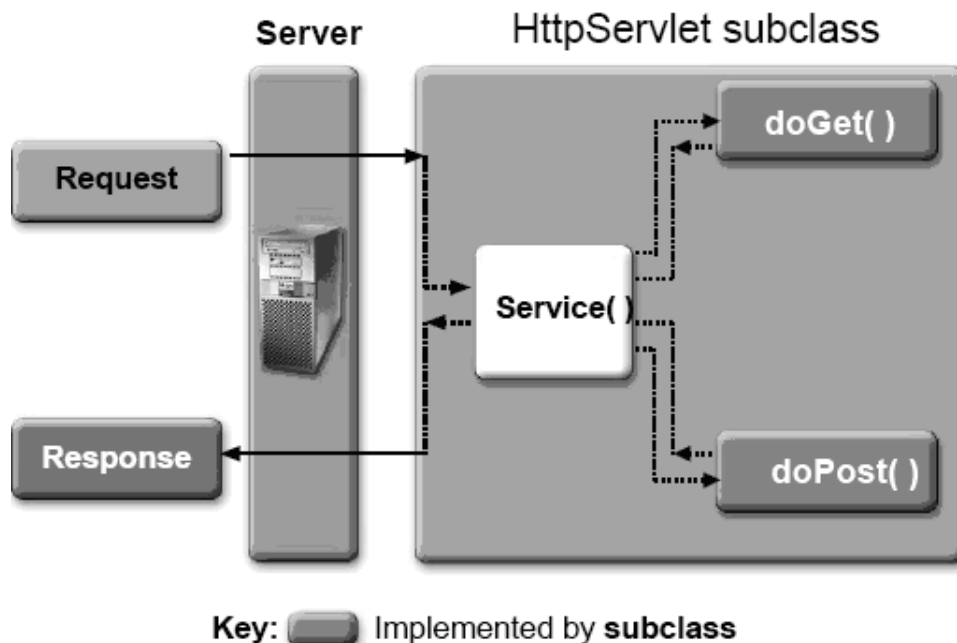 Server
HttpServlet subclass
Request
doGet( )
Service( )
Response
doPost( )
Key: Implemented by subclass